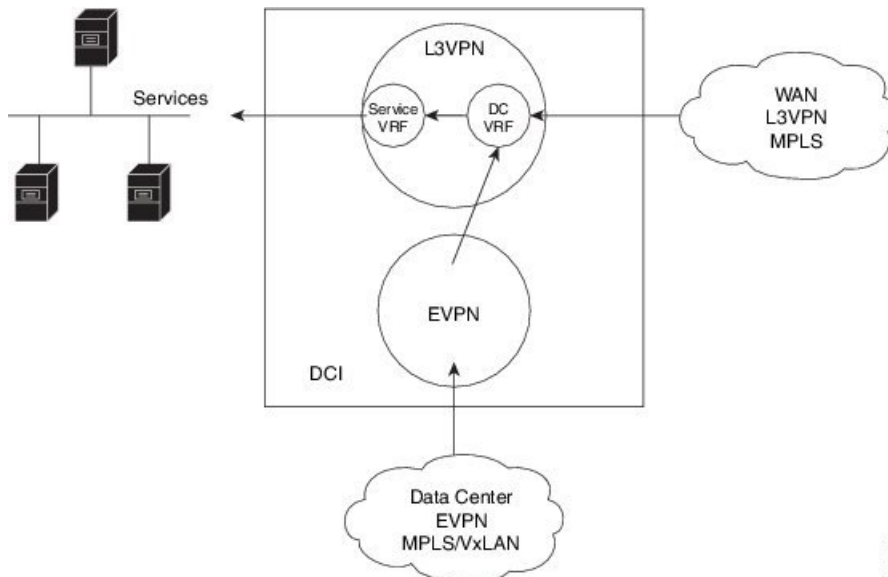 L3VPN
Services
Service
VRF
DC
VRF
WAN
L3VPN
MPLS
EVPN
DCI
Data Center
EVPN
MPLS/VxLAN